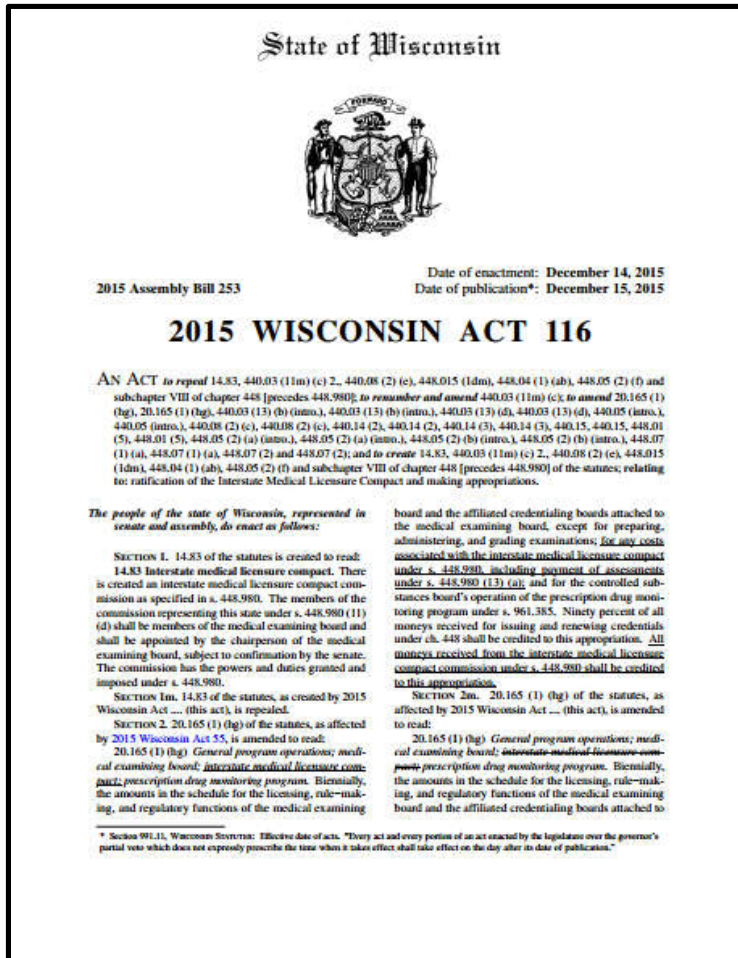 State of Wisconsin
FORWARD
Date of enactment: December 14, 2015
2015 Assembly Bill 253
Date of publication*: December 15, 2015
2015 WISCONSIN ACT 116
AN ACT to repeal 14.83, 440.03 (11m) (c) 2., 440.08 (2) (e), 448.015 (1dm), 448.04 (1) (ab), 448.05 (2) (f) and
subchapter VIII of chapter 448 [precedes 448.980]; to renumber and amend 440.03 (11m) (c); to amend 20.165 (1)
(hg), 20.165 (1) (hg), 440.03 (13) (b) (intro.), 440.03 (13) (b) (intro.), 440.03 (13) (d), 440.03 (13) (d), 440.05 (intro.),
440.05 (intro.), 440.08 (2) (c), 440.08 (2) (c), 440.14 (2), 440.14 (2), 440.14 (3), 440.14 (3), 440.15, 440.15, 448.01
(5), 448.01 (5), 448.05 (2) (a) (intro.), 448.05 (2) (a) (intro.), 448.05 (2) (b) (intro.), 448.05 (2) (b) (intro.), 448.07
(1) (a), 448.07 (1) (a), 448.07 (2) and 448.07 (2); and to create 14.83, 440.03 (11m) (c) 2., 440.08 (2) (e), 448.015
(1dm), 448.04 (1) (ab), 448.05 (2) (f) and subchapter VIII of chapter 448 [precedes 448.980] of the statutes; relating
to: ratification of the Interstate Medical Licensure Compact and making appropriations.
The people of the state of Wisconsin, represented in
senate and assembly, do enact as follows:
SECTION 1. 14.83 of the statutes is created to read:
14.83 Interstate medical licensure compact. There
is created an interstate medical licensure compact com-
mission as specified in s. 448.980. The members of the
commission representing this state under s. 448.980 (11)
(d) shall be members of the medical examining board and
shall be appointed by the chairperson of the medical
examining board, subject to confirmation by the senate.
The commission has the powers and duties granted and
imposed under s. 448.980.
SECTION 1m. 14.83 of the statutes, as created by 2015
Wisconsin Act .... (this act), is repealed.
SECTION 2. 20.165 (1) (hg) of the statutes, as affected
by 2015 Wisconsin Act 55, is amended to read:
20.165 (1) (hg) General program operations; medi-
cal examining board; interstate medical licensure com-
pact; prescription drug monitoring program. Biennially,
the amounts in the schedule for the licensing, rule-mak-
ing, and regulatory functions of the medical examining
board and the affiliated credentialing boards attached to
the medical examining board, except for preparing,
administering, and grading examinations; for any costs
associated with the interstate medical licensure compact
under s. 448.980, including payment of assessments
under s. 448.980 (13) (a); and for the controlled sub-
stances board's operation of the prescription drug moni-
toring program under s. 961.385. Ninety percent of all
moneys received for issuing and renewing credentials
under ch. 448 shall be credited to this appropriation. All
moneys received from the interstate medical licensure
compact commission under s. 448.980 shall be credited
to this appropriation.
SECTION 2m. 20.165 (1) (hg) of the statutes, as
affected by 2015 Wisconsin Act .... (this act), is amended
to read:
20.165 (1) (hg) General program operations; medi-
cal examining board; interstate medical licensure com-
pact; prescription drug monitoring program. Biennially,
the amounts in the schedule for the licensing, rule-mak-
ing, and regulatory functions of the medical examining
board and the affiliated credentialing boards attached to
* Section 991.11, WISCONSIN STATUTES: Effective date of acts. "Every act and every portion of an act enacted by the legislature over the governor's
partial veto which does not expressly prescribe the time when it takes effect shall take effect on the day after its date of publication."